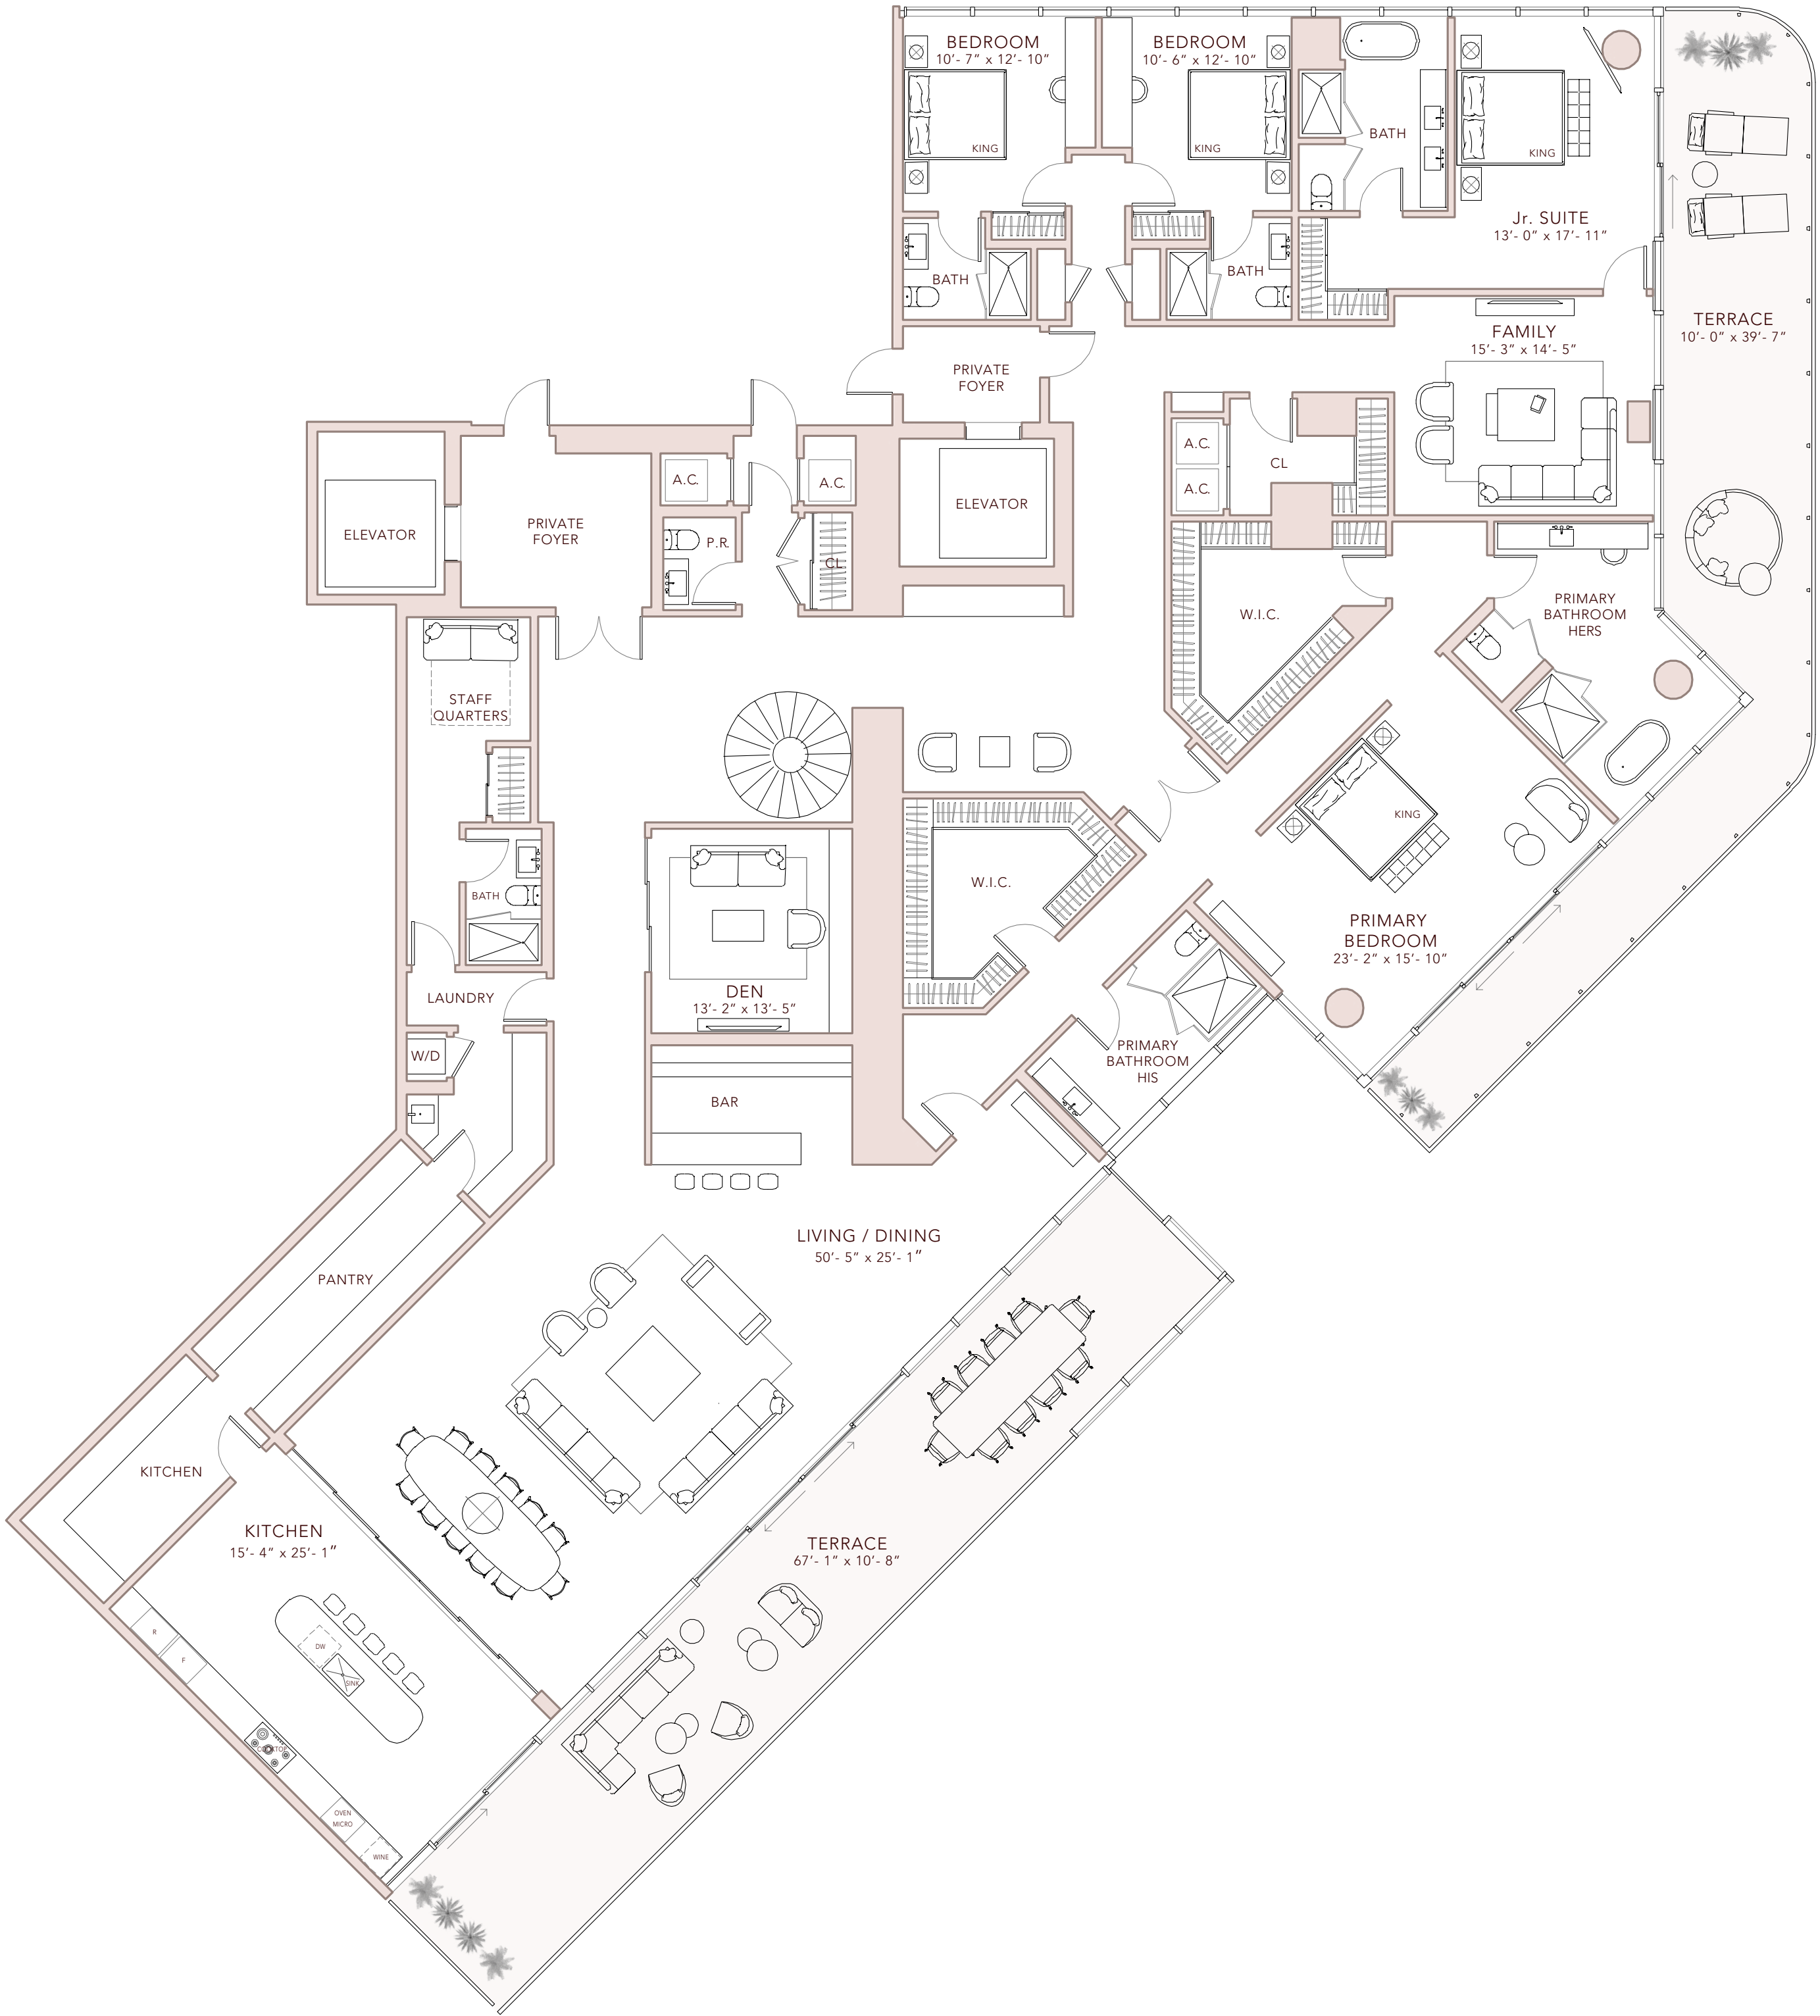 BEDROOM
10'- 7" x 12'- 10"
KING
BEDROOM
10'- 6" x 12'- 10"
KING
BATH
KING
Jr. SUITE
13'- 0" x 17'- 11"
BATH
BATH
TERRACE
10'- 0" x 39'- 7"
FAMILY
15'- 3" x 14'- 5"
PRIVATE
FOYER
A.C.
A.C.
CL
ELEVATOR
A.C.
A.C.
ELEVATOR
PRIVATE
FOYER
P.R.
CL
W.I.C.
PRIMARY
BATHROOM
HERS
STAFF
QUARTERS
KING
W.I.C.
BATH
PRIMARY
BEDROOM
23'- 2" x 15'- 10"
DEN
13'- 2" x 13'- 5"
LAUNDRY
W/D
PRIMARY
BATHROOM
HIS
BAR
LIVING / DINING
50'- 5" x 25'- 1"
PANTRY
KITCHEN
KITCHEN
15'- 4" x 25'- 1"
TERRACE
67'- 1" x 10'- 8"
R
F
DW
SINK
COOKTOP
OVEN
MICRO
WINE